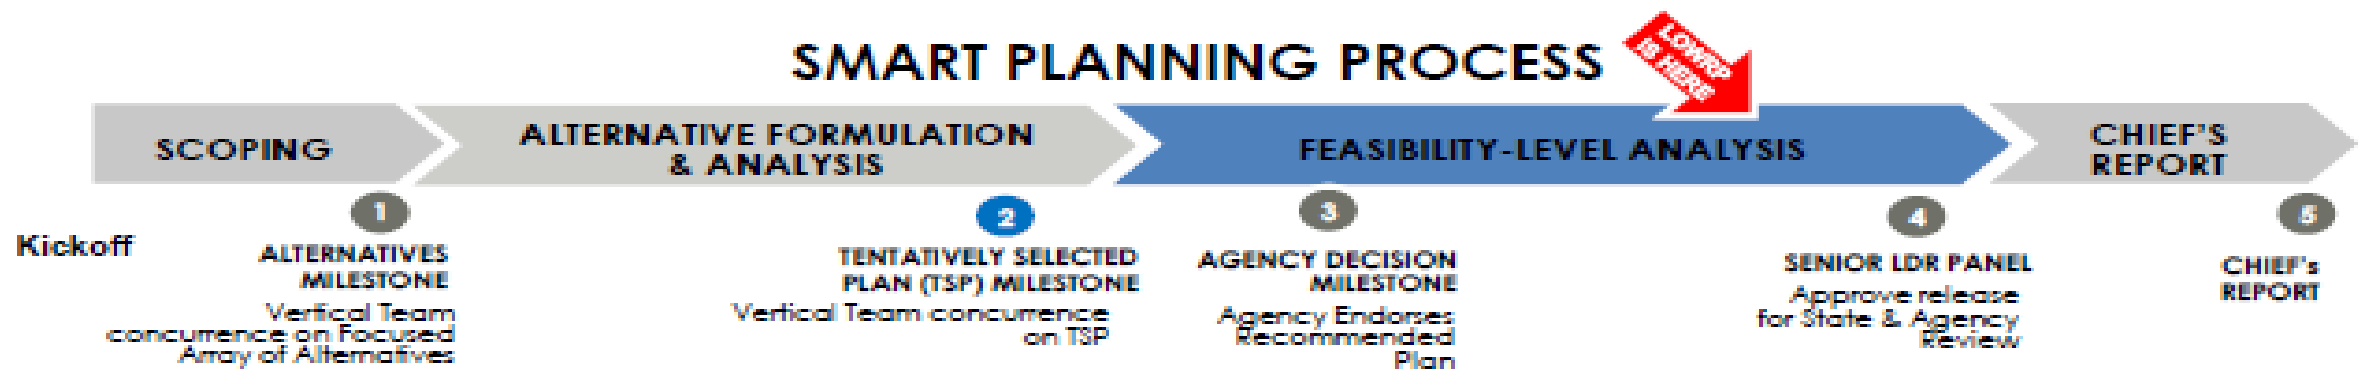 SMART PLANNING PROCESS
LOWRP
IS HERE
SCOPING
ALTERNATIVE FORMULATION
& ANALYSIS
FEASIBILITY-LEVEL ANALYSIS
CHIEF'S
REPORT
Kickoff
1
ALTERNATIVES
MILESTONE
Vertical Team
concurrence on Focused
Array of Alternatives
2
TENTATIVELY SELECTED
PLAN (TSP) MILESTONE
Vertical Team concurrence
on TSP
3
AGENCY DECISION
MILESTONE
Agency Endorses
Recommended
Plan
4
SENIOR LDR PANEL
Approve release
for State & Agency
Review
5
CHIEF's
REPORT